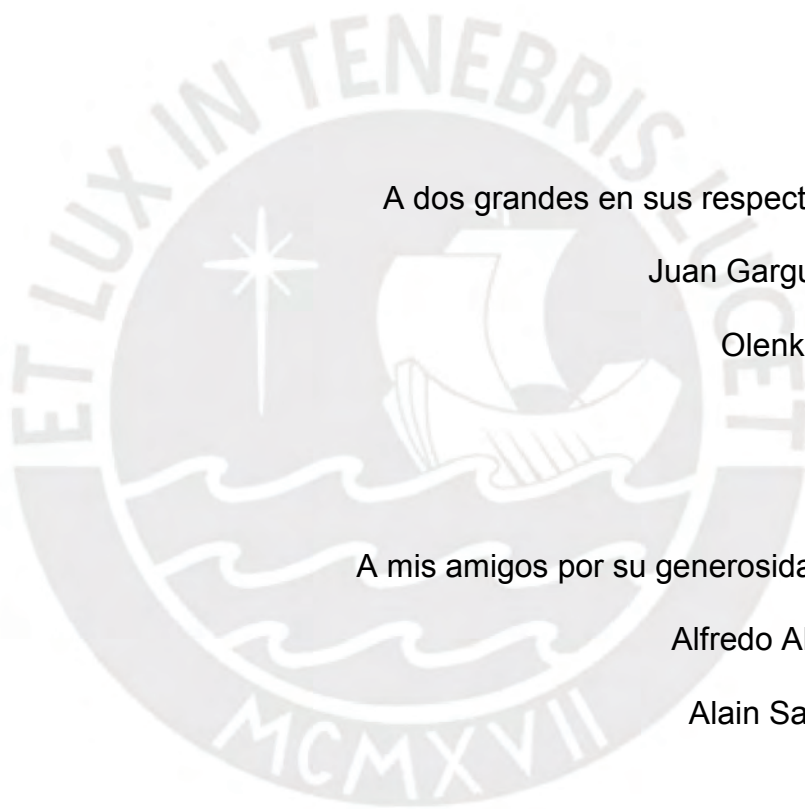 ET LUX IN TENEBRIS LUCET
A dos grandes en sus respect
Juan Gargu
Olenk
A mis amigos por su generosida
Alfredo Al
Alain Sa
MCMXVII